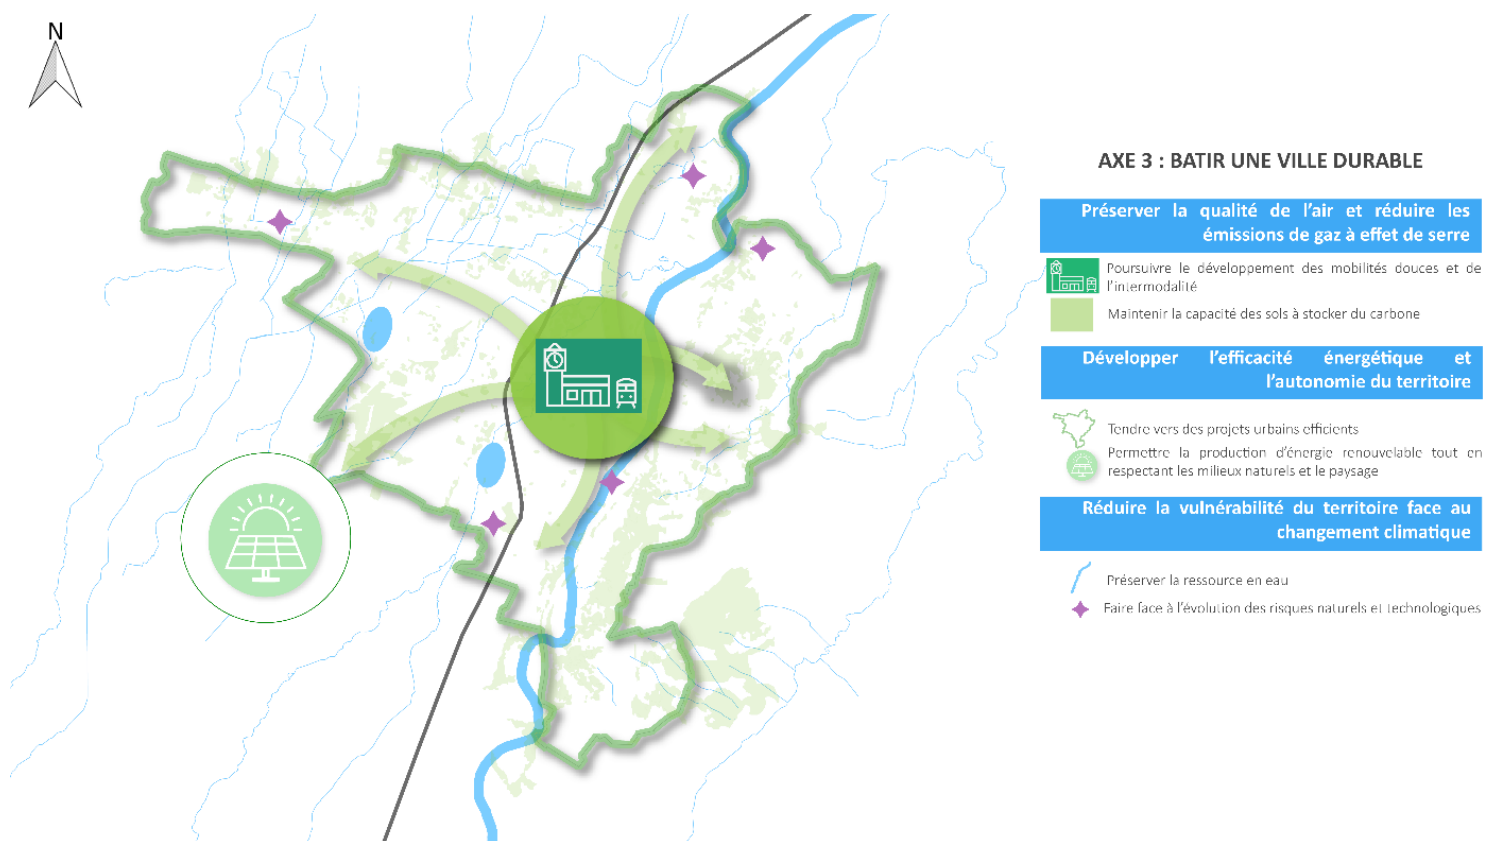 N
AXE 3 : BATIR UNE VILLE DURABLE
Préserver la qualité de l'air et réduire les
émissions de gaz à effet de serre
Poursuivre le développement des mobilités douces et de
l'intermodalité
Maintenir la capacité des sols à stocker du carbone
Développer l'efficacité énergétique et
l'autonomie du territoire
Tendre vers des projets urbains efficients
Permettre la production d'énergie renouvelable tout en
respectant les milieux naturels et le paysage
Réduire la vulnérabilité du territoire face au
changement climatique
Préserver la ressource en eau
Faire face à l'évolution des risques naturels et technologiques